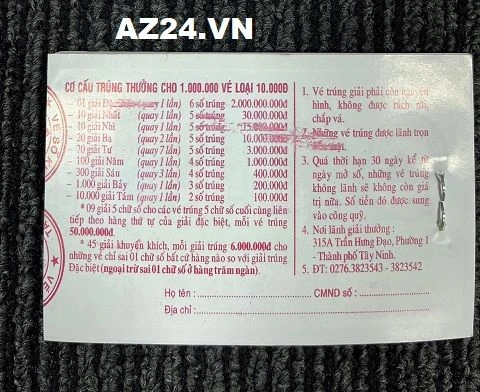 AZ24.VN
CƠ CẤU TRÚNG THƯỞNG CHO 1.000.000 VÉ LOẠI 10.000Đ
– 01 giải (quay 1 lần) 6 số trúng 2.000.000.000đ
– 10 giải Nhất (quay 1 lần) 5 số trúng 30.000.000đ
– 10 giải Nhì (quay 1 lần) 5 số trúng
– 20 giải Ba (quay 2 lần) 5 số trúng 10.000.000đ
– 70 giải Tư (quay 7 lần) 5 số trúng 3.000.000đ
– 100 giải Năm (quay 1 lần) 4 số trúng 1.000.000đ
– 300 giải Sáu (quay 3 lần) 4 số trúng 400.000đ
– 1.000 giải Bảy (quay 1 lần) 3 số trúng 200.000đ
– 10.000 giải Tám (quay 1 lần) 2 số trúng 100.000đ
* 09 giải 5 chữ số cho các vé trúng 5 chữ số cuối cùng liên
tiếp theo hàng thứ tự của giải đặc biệt, mỗi vé trúng
50.000.000đ.
* 45 giải khuyến khích, mỗi giải trúng 6.000.000đ cho
những vé chỉ sai 01 chữ số bất cứ hàng nào so với giải trúng
Đặc biệt (ngoại trừ sai 01 chữ số ở hàng trăm ngàn).
1. Vé trúng giải phải còn nguyên
hình, không được rách rời,
chắp vá.
2. Những vé trúng được lãnh trọn
3. Quá thời hạn 30 ngày kể từ
ngày mở số, những vé trúng
không lãnh sẽ không còn giá
trị nữa. Số tiền đó được sung
vào công quỹ.
4. Nơi lãnh giải thưởng :
315A Trần Hưng Đạo, Phường 1
- Thành phố Tây Ninh.
5. ĐT: 0276.3823543 - 3823542
Họ tên : CMND số :
Địa chỉ :